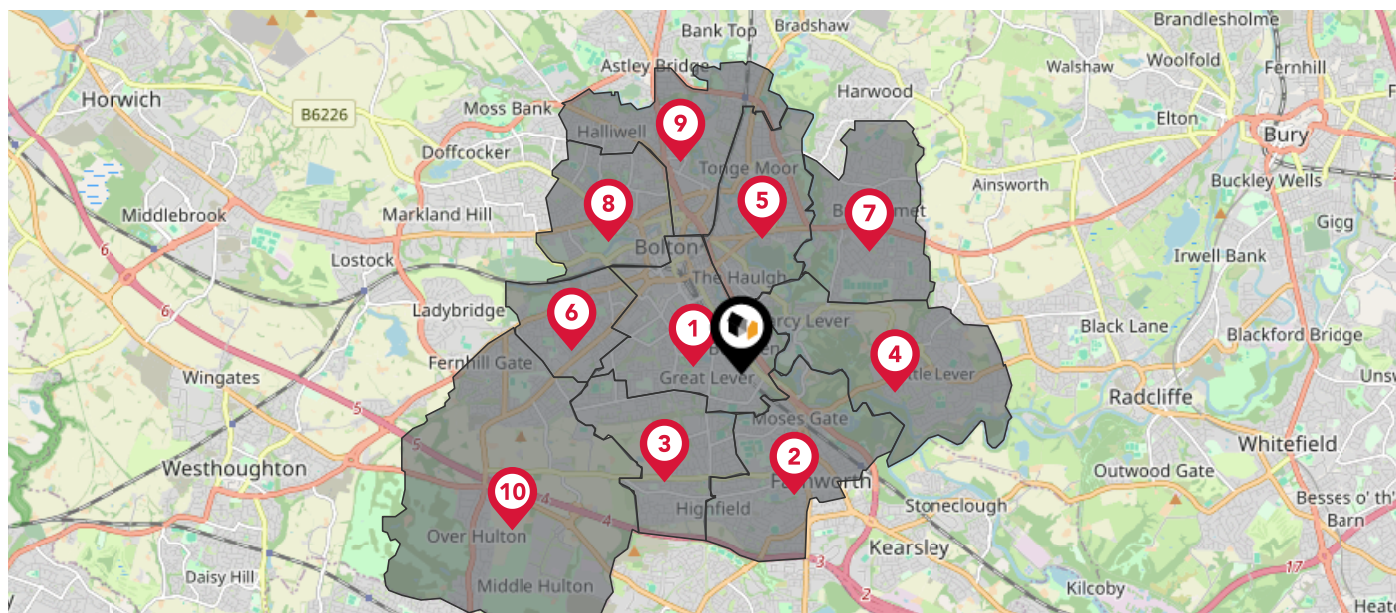 Bank Top
Bradshaw
Brandlesholme
Astley Bridge
Walshaw
Woolfold
Fernhill
Horwich
B6226
Moss Bank
Harwood
Elton
Bury
Halliwell
9
Doffcocker
Tonge Moor
Ainsworth
Buckley Wells
Middlebrook
Markland Hill
8
5
7
Gigg
6
Lostock
Bolton
The Haulgh
Irwell Bank
6
Ladybridge
6
1
4
Black Lane
Blackford Bridge
Fernhill Gate
Great Lever
Wingates
5
Radcliffe
Moses Gate
5
3
2
Whitefield
Westhoughton
Outwood Gate
10
4
4
Highfield
Besses o' th'
Barn
Stoneclough
Over Hulton
Kearsley
3
17
Daisy Hill
Middle Hulton
2
Kilcoby